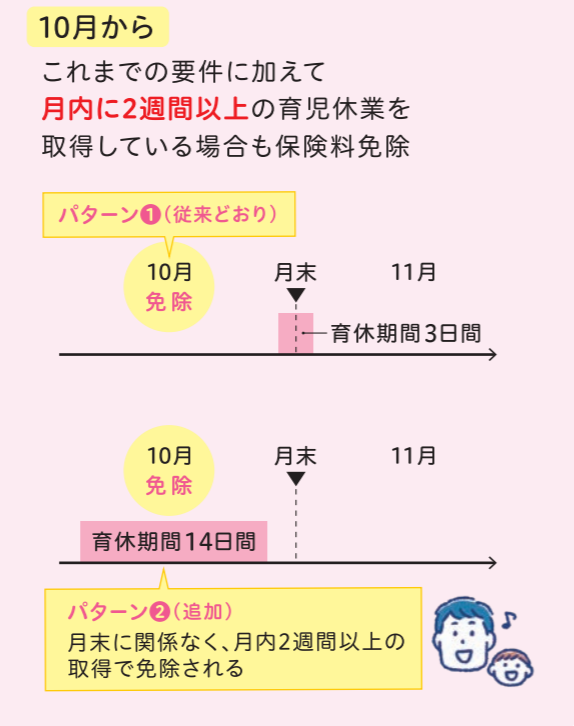 10月から
これまでの要件に加えて
月内に2週間以上の育児休業を
取得している場合も保険料免除
パターン❶(従来どおり)
10月
免除
月末
11月
育休期間3日間
10月
免除
月末
11月
育休期間14日間
パターン❷(追加)
月末に関係なく、月内2週間以上の
取得で免除される